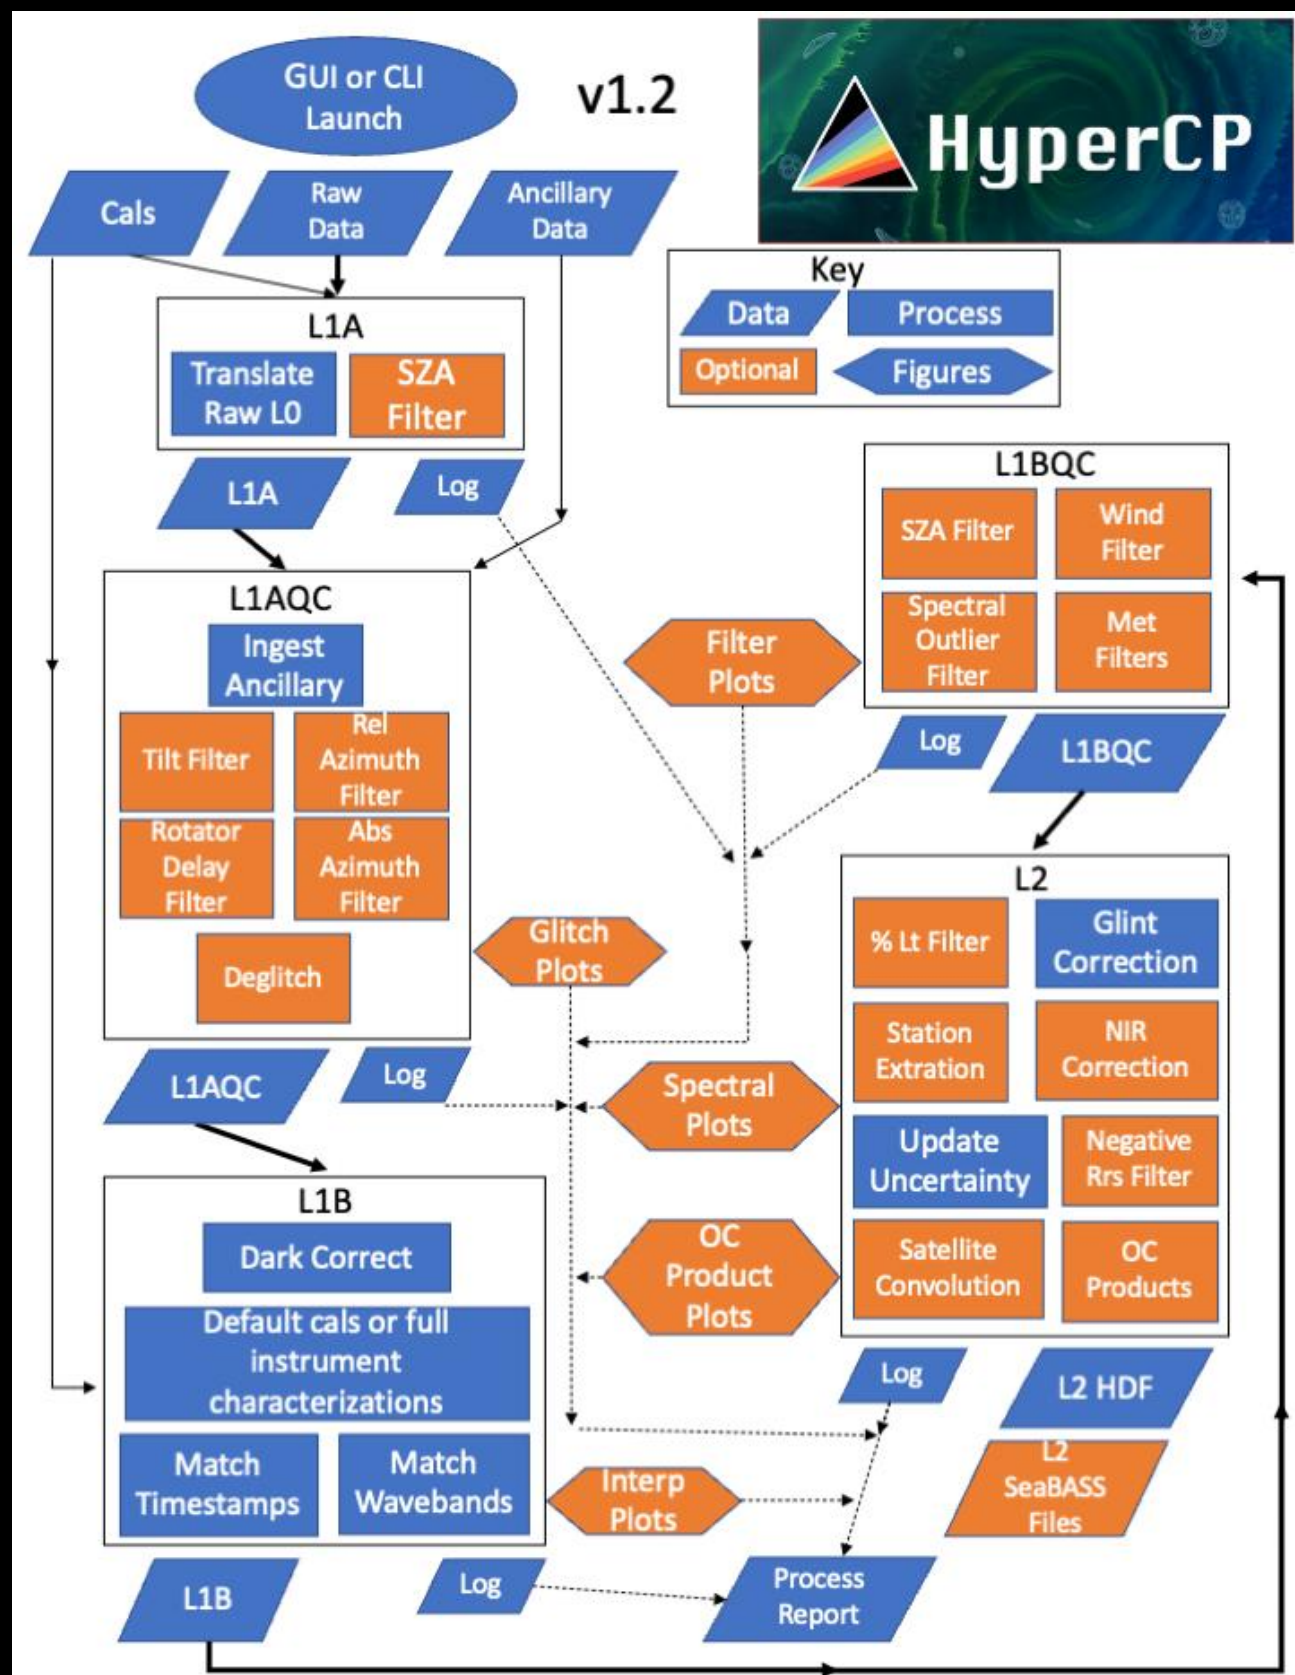 GUI or CLI
Launch
v1.2
HyperCP
Cals
Raw
Data
Ancillary
Data
Key
Data
Process
Optional
Figures
L1A
Translate
Raw L0
SZA
Filter
L1A
Log
L1AQC
Ingest
Ancillary
Tilt Filter
Rel
Azimuth
Filter
Rotator
Delay
Filter
Abs
Azimuth
Filter
Deglitch
Glitch
Plots
L1AQC
Log
L1B
Dark Correct
Default cals or full
instrument
characterizations
Match
Timestamps
Match
Wavebands
Interp
Plots
L1B
Log
Process
Report
L1BQC
SZA Filter
Wind
Filter
Spectral
Outlier
Filter
Met
Filters
Filter
Plots
Log
L1BQC
L2
% Lt Filter
Glint
Correction
Station
Extration
NIR
Correction
Spectral
Plots
Update
Uncertainty
Negative
Rrs Filter
OC
Product
Plots
Satellite
Convolution
OC
Products
Log
L2 HDF
L2
SeaBASS
Files